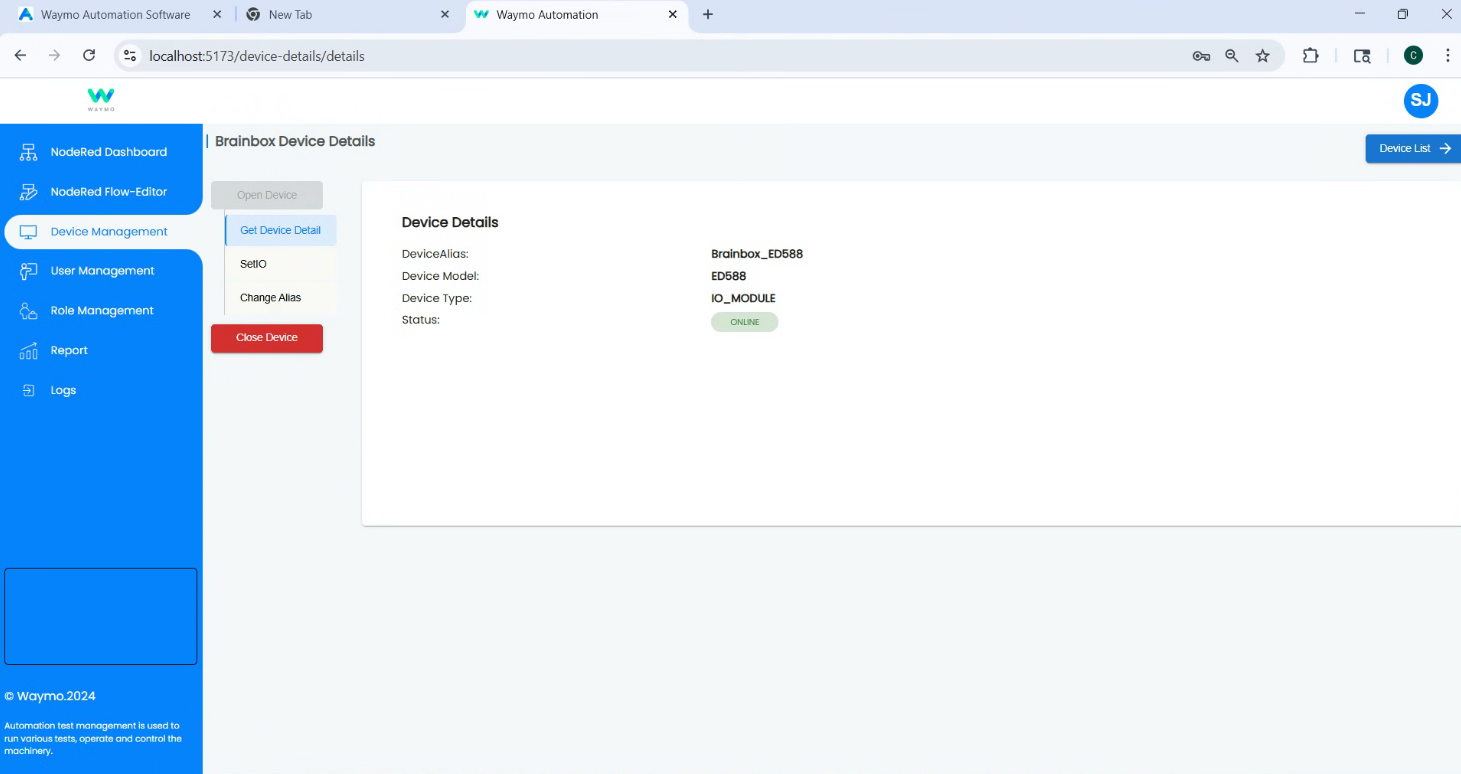 Waymo Automation Software
New Tab
Waymo Automation
localhost:5173/device-details/details
C
WAYMO
SJ
NodeRed Dashboard
NodeRed Flow-Editor
Device Management
User Management
Role Management
Report
Logs
© Waymo.2024
Automation test management is used to
run various tests, operate and control the
machinery.
Brainbox Device Details
Device List
Open Device
Get Device Detail
SetIO
Change Alias
Close Device
Device Details
DeviceAlias: Brainbox_ED588
Device Model: ED588
Device Type: IO_MODULE
Status: ONLINE